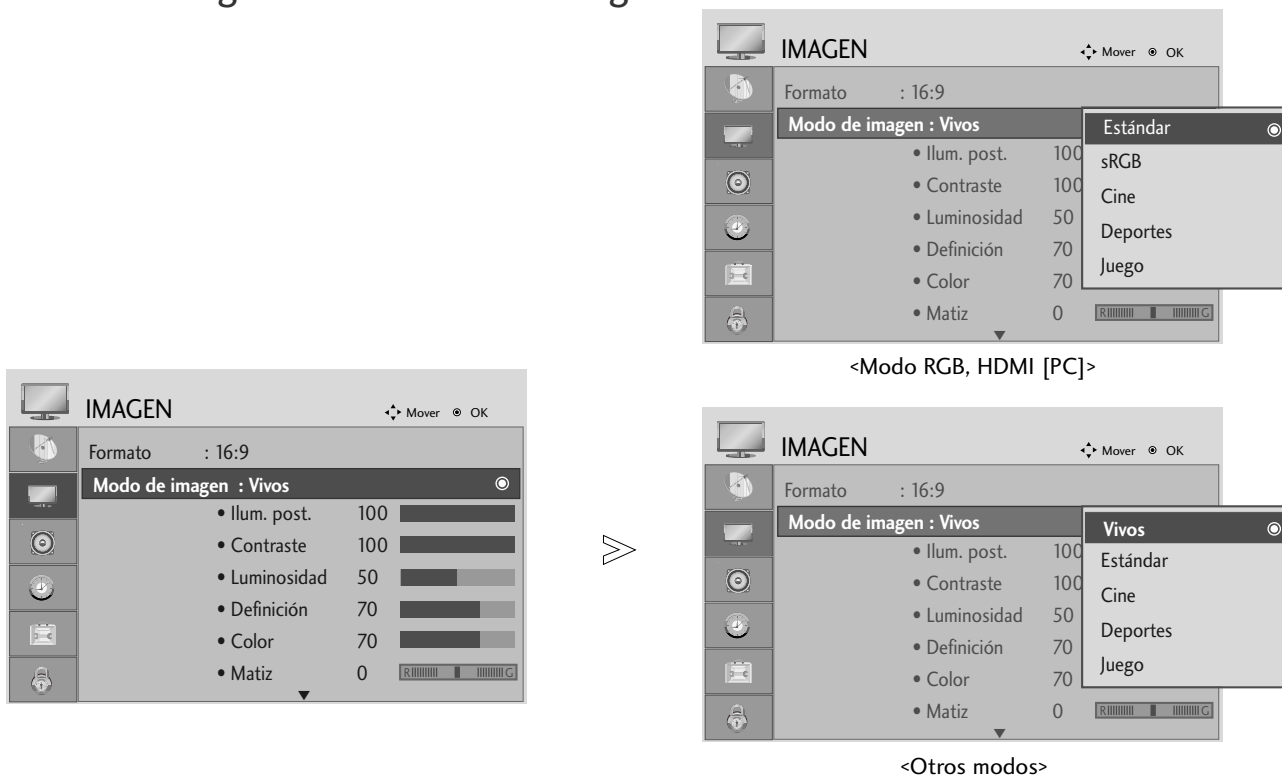 IMAGEN Mover OK
Formato : 16:9
Modo de imagen : Vivos
• Ilum. post. 100
• Contraste 100
• Luminosidad 50
• Definición 70
• Color 70
• Matiz 0 R G
Estándar
sRGB
Cine
Deportes
Juego
<Modo RGB, HDMI [PC]>
IMAGEN Mover OK
Formato : 16:9
Modo de imagen : Vivos
• Ilum. post. 100
• Contraste 100
• Luminosidad 50
• Definición 70
• Color 70
• Matiz 0 R G
IMAGEN Mover OK
Formato : 16:9
Modo de imagen : Vivos
• Ilum. post. 100
• Contraste 100
• Luminosidad 50
• Definición 70
• Color 70
• Matiz 0 R G
Vivos
Estándar
Cine
Deportes
Juego
<Otros modos>